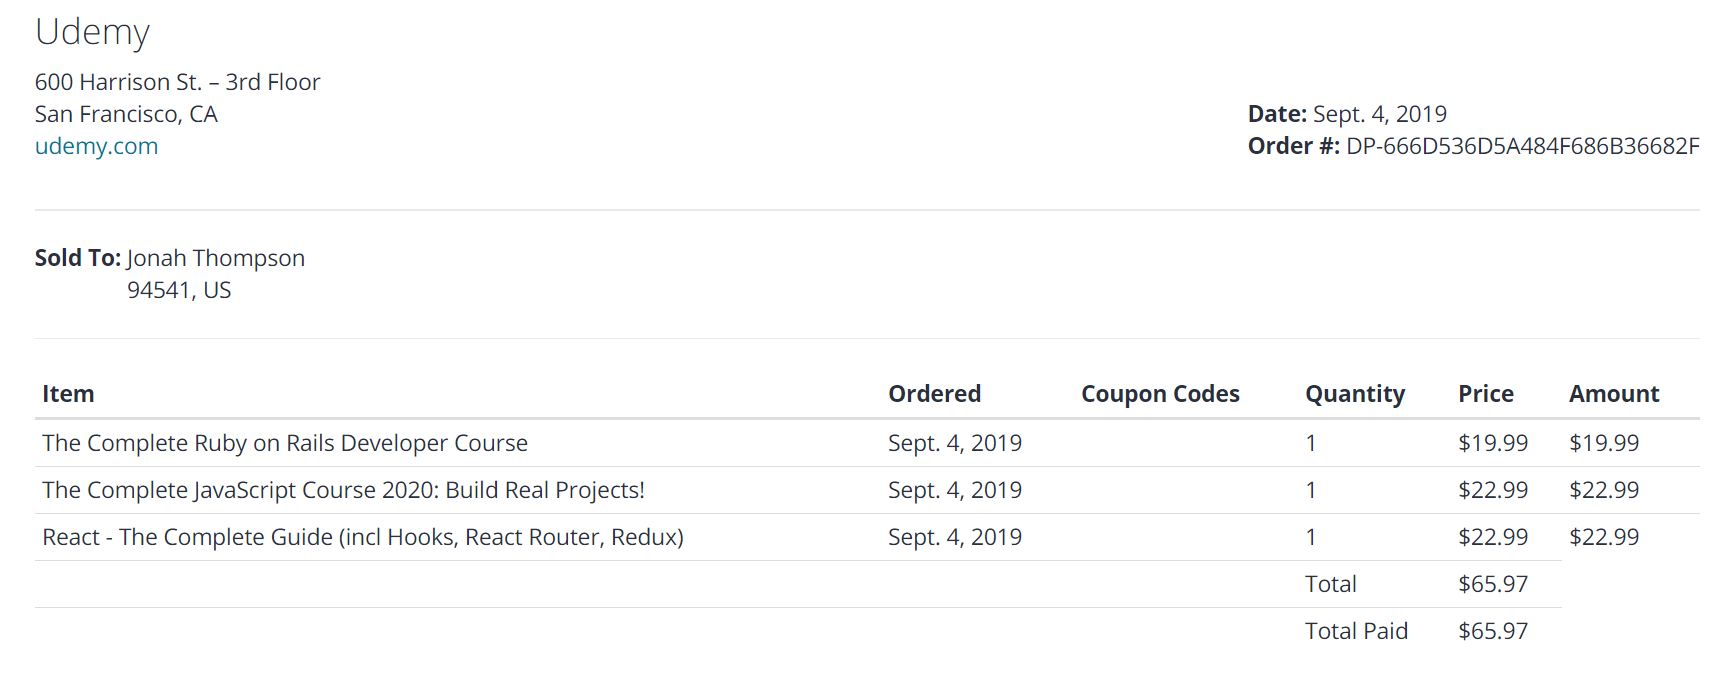 Udemy
600 Harrison St. – 3rd Floor
San Francisco, CA
udemy.com
Date: Sept. 4, 2019
Order #: DP-666D536D5A484F686B36682F
Sold To: Jonah Thompson
94541, US
Item Ordered Coupon Codes Quantity Price Amount
The Complete Ruby on Rails Developer Course Sept. 4, 2019 1 $19.99 $19.99
The Complete JavaScript Course 2020: Build Real Projects! Sept. 4, 2019 1 $22.99 $22.99
React - The Complete Guide (incl Hooks, React Router, Redux) Sept. 4, 2019 1 $22.99 $22.99
Total $65.97
Total Paid $65.97